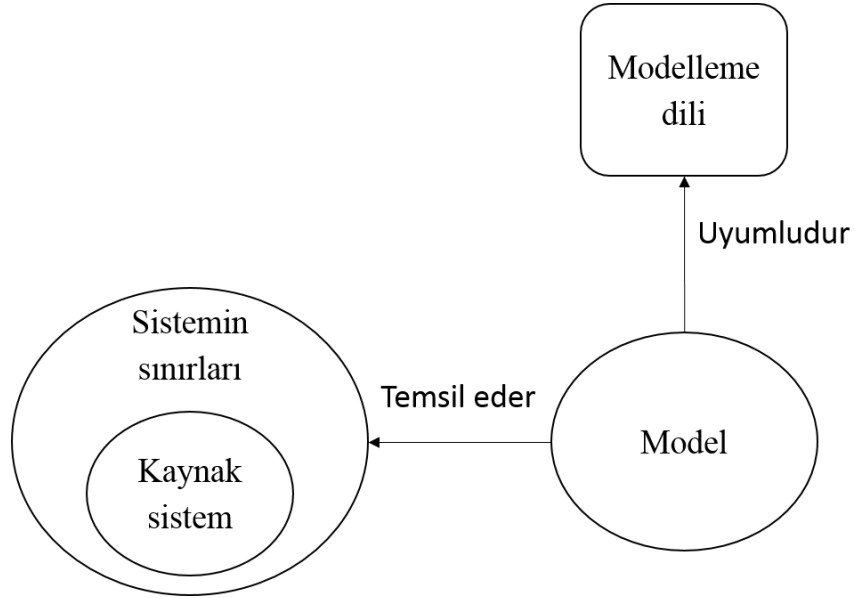 Modelleme
dili
Uyumludur
Sistemin
sınırları
Temsil eder
Model
Kaynak
sistem